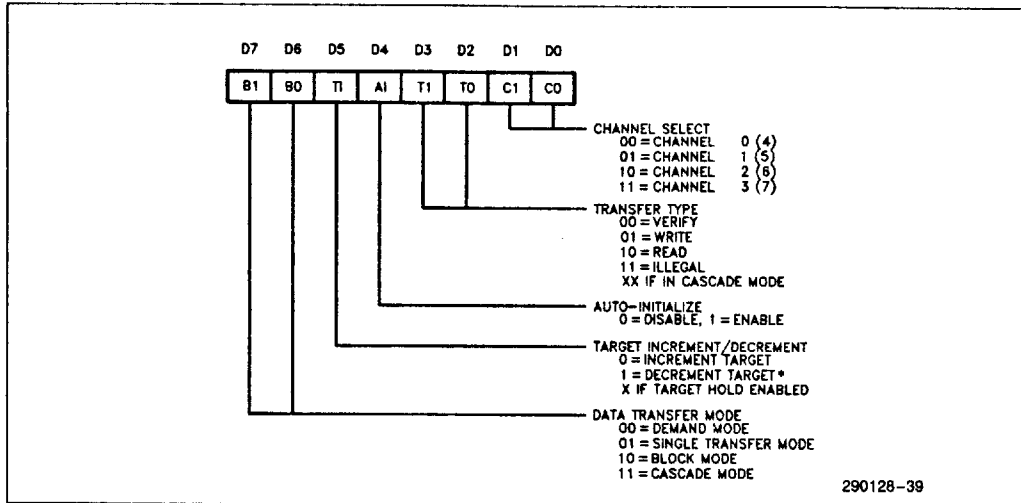 D7 D6 D5 D4 D3 D2 D1 D0
B1 B0 TI AI T1 T0 C1 C0
CHANNEL SELECT
00 = CHANNEL 0 (4)
01 = CHANNEL 1 (5)
10 = CHANNEL 2 (6)
11 = CHANNEL 3 (7)
TRANSFER TYPE
00 = VERIFY
01 = WRITE
10 = READ
11 = ILLEGAL
XX IF IN CASCADE MODE
AUTO-INITIALIZE
0 = DISABLE, 1 = ENABLE
TARGET INCREMENT/DECREMENT
0 = INCREMENT TARGET
1 = DECREMENT TARGET*
X IF TARGET HOLD ENABLED
DATA TRANSFER MODE
00 = DEMAND MODE
01 = SINGLE TRANSFER MODE
10 = BLOCK MODE
11 = CASCADE MODE
290128-39